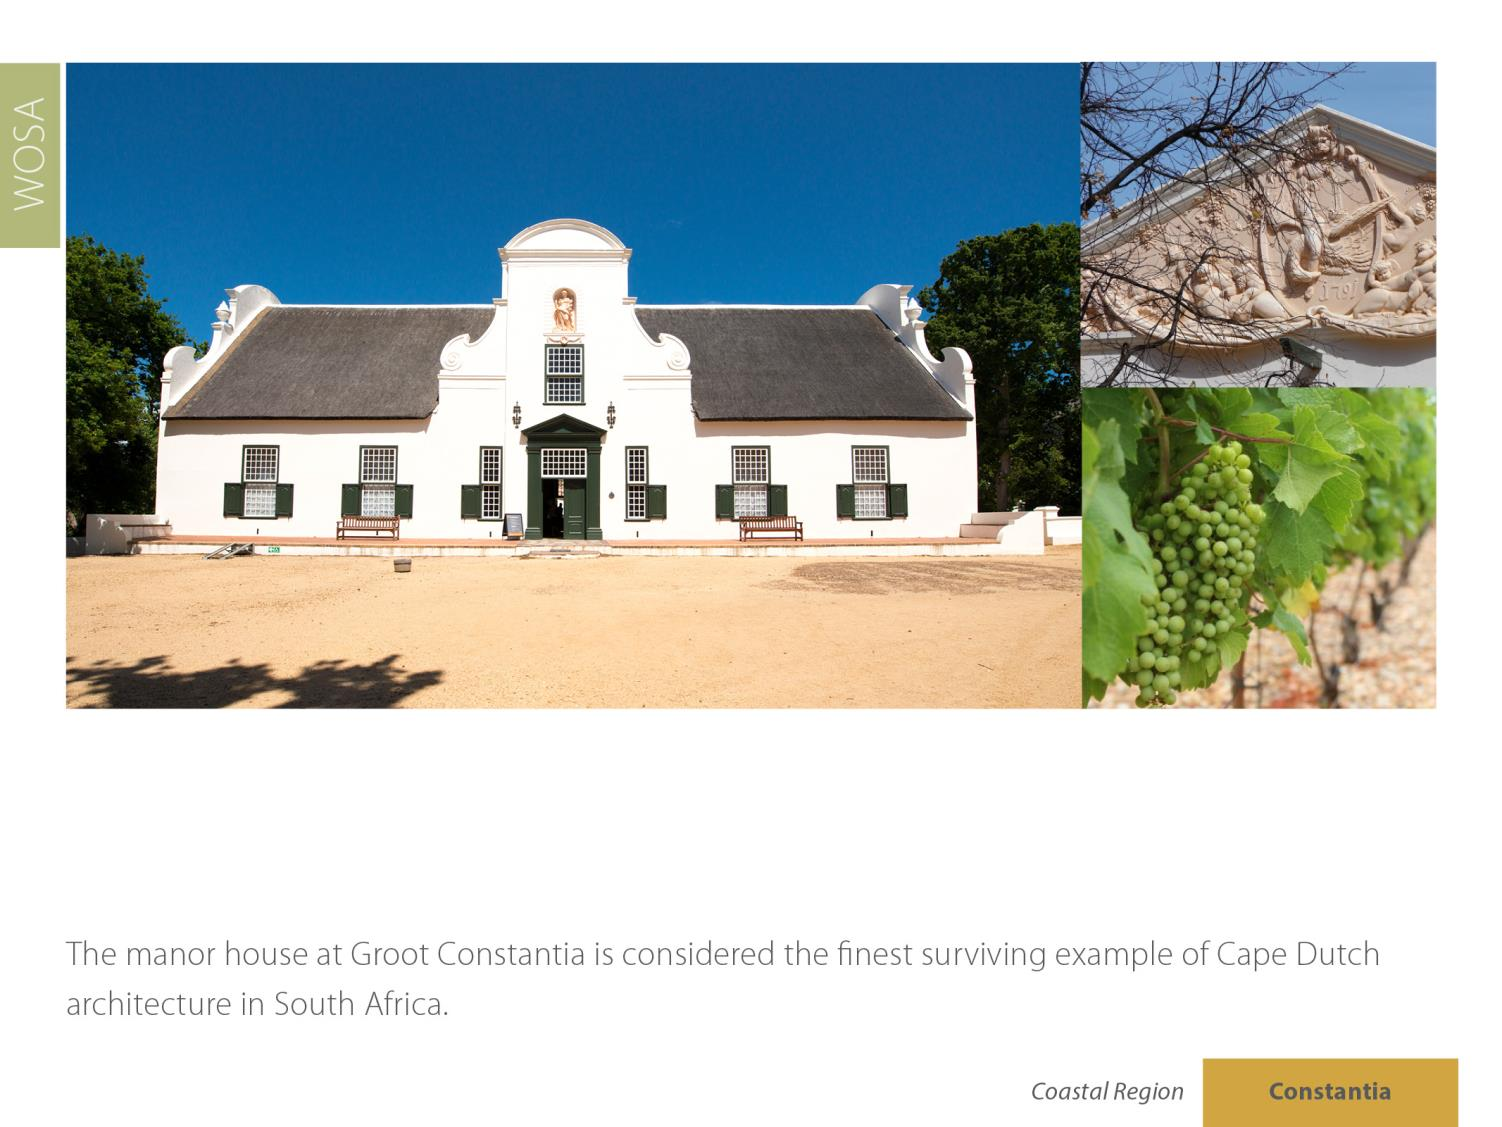 WOSA
1791
The manor house at Groot Constantia is considered the finest surviving example of Cape Dutch
architecture in South Africa.
Coastal Region
Constantia